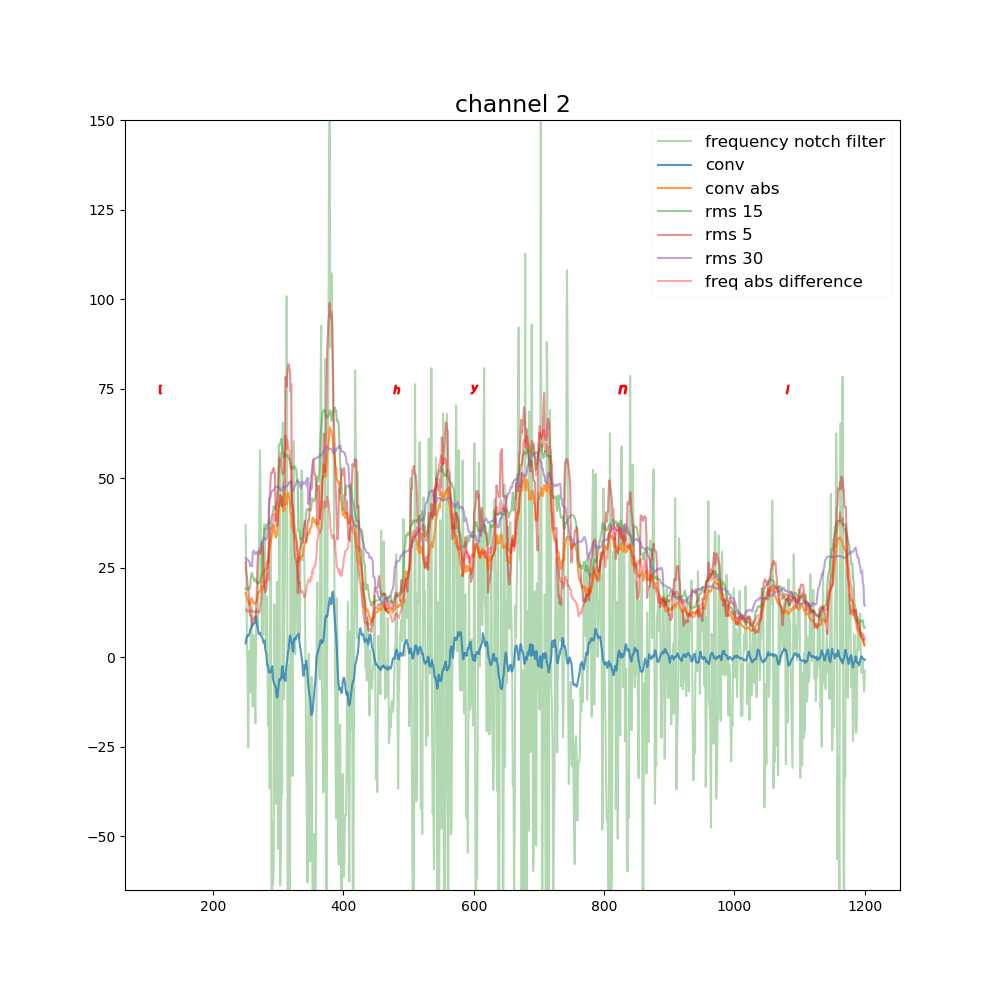 channel 2
150
125
100
75
50
25
0
−25
−50
frequency notch filter
conv
conv abs
rms 15
rms 5
rms 30
freq abs difference
h y n l
200 400 600 800 1000 1200